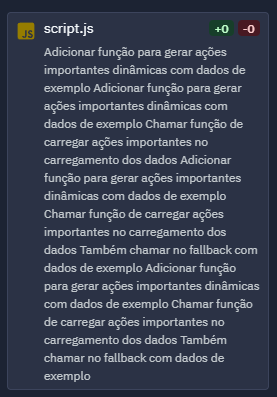 JS
script.js
+0
-0
Adicionar função para gerar ações
importantes dinâmicas com dados de
exemplo Adicionar função para gerar
ações importantes dinâmicas com
dados de exemplo Chamar função de
carregar ações importantes no
carregamento dos dados Adicionar
função para gerar ações importantes
dinâmicas com dados de exemplo
Chamar função de carregar ações
importantes no carregamento dos
dados Também chamar no fallback com
dados de exemplo Adicionar função
para gerar ações importantes dinâmicas
com dados de exemplo Chamar função
de carregar ações importantes no
carregamento dos dados Também
chamar no fallback com dados de
exemplo